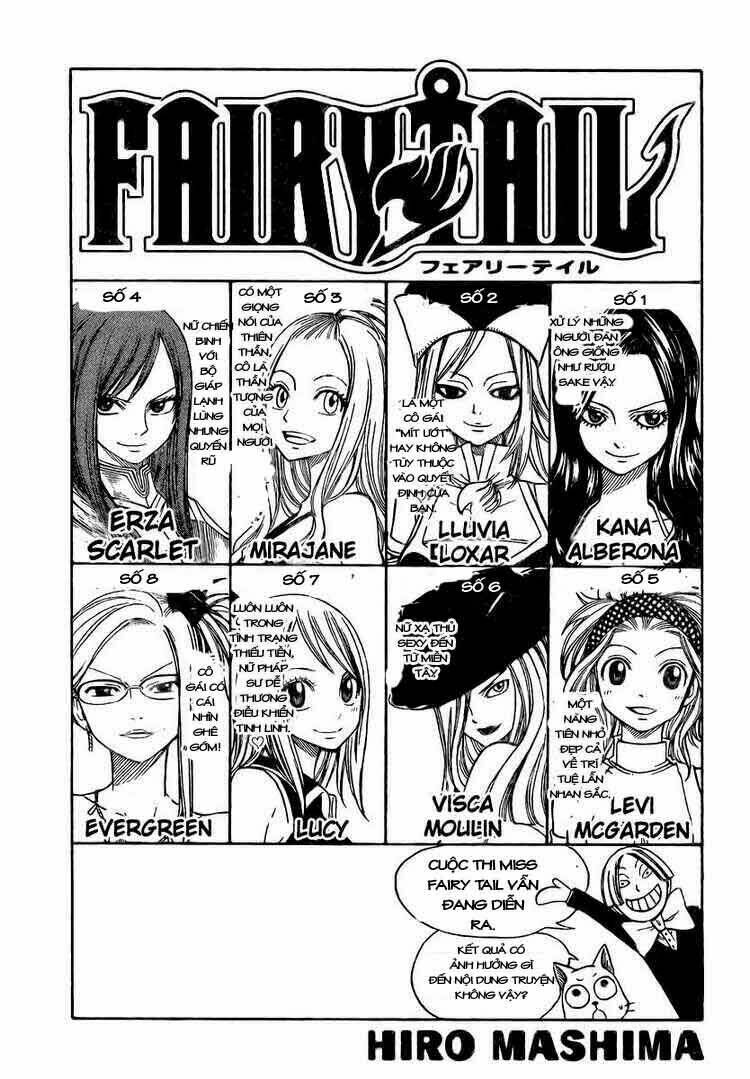 FAIRY TAIL
フェアリーテイル
SỐ 4
NỮ CHIẾN
BINH
VỚI
BỘ
GIÁP
LẠNH
LÙNG
NHƯNG
QUYẾN
RŨ
ERZA
SCARLET
CÓ MỘT
GIỌNG
NÓI CỦA
THIÊN
THẦN,
CÔ LÀ
THẦN
TƯỢNG
CỦA
MỌI
NGƯỜI
SỐ 3
MIRAJANE
SỐ 2
LÀ MỘT
CÔ GÁI
"MÍT ƯỚT"
HAY KHÔNG
TÙY THUỘC
VÀO QUYẾT
ĐỊNH CỦA
BẠN.
LLUVIA
LOXAR
SỐ 1
XỬ LÝ NHỮNG
NGƯỜI ĐÀN
ÔNG GIỐNG
NHƯ RƯỢU
SAKE VẬY.
KANA
ALBERONA
SỐ 8
CÔ
GÁI CÓ
CÁI
NHÌN
GHÊ
GỚM!
EVERGREEN
SỐ 7
LUÔN LUÔN
TRONG
TÌNH TRẠNG
THIẾU TIỀN,
NỮ PHÁP
SƯ DỄ
THƯƠNG
ĐIỀU KHIỂN
TINH LINH.
♡
LUCY
SỐ 6
NỮ XẠ THỦ
SEXY ĐẾN
TỪ MIỀN
TÂY.
VISCA
MOULIN
SỐ 5
MỘT
NÀNG
TIÊN NHỎ
ĐẸP CẢ
VỀ TRÍ
TUỆ LẪN
NHAN SẮC.
LEVI
MCGARDEN
CUỘC THI MISS
FAIRY TAIL VẪN
ĐANG DIỄN
RA.
KẾT QUẢ CÓ
ẢNH HƯỞNG GÌ
ĐẾN NỘI DUNG TRUYỆN
KHÔNG VẬY?
HIRO MASHIMA